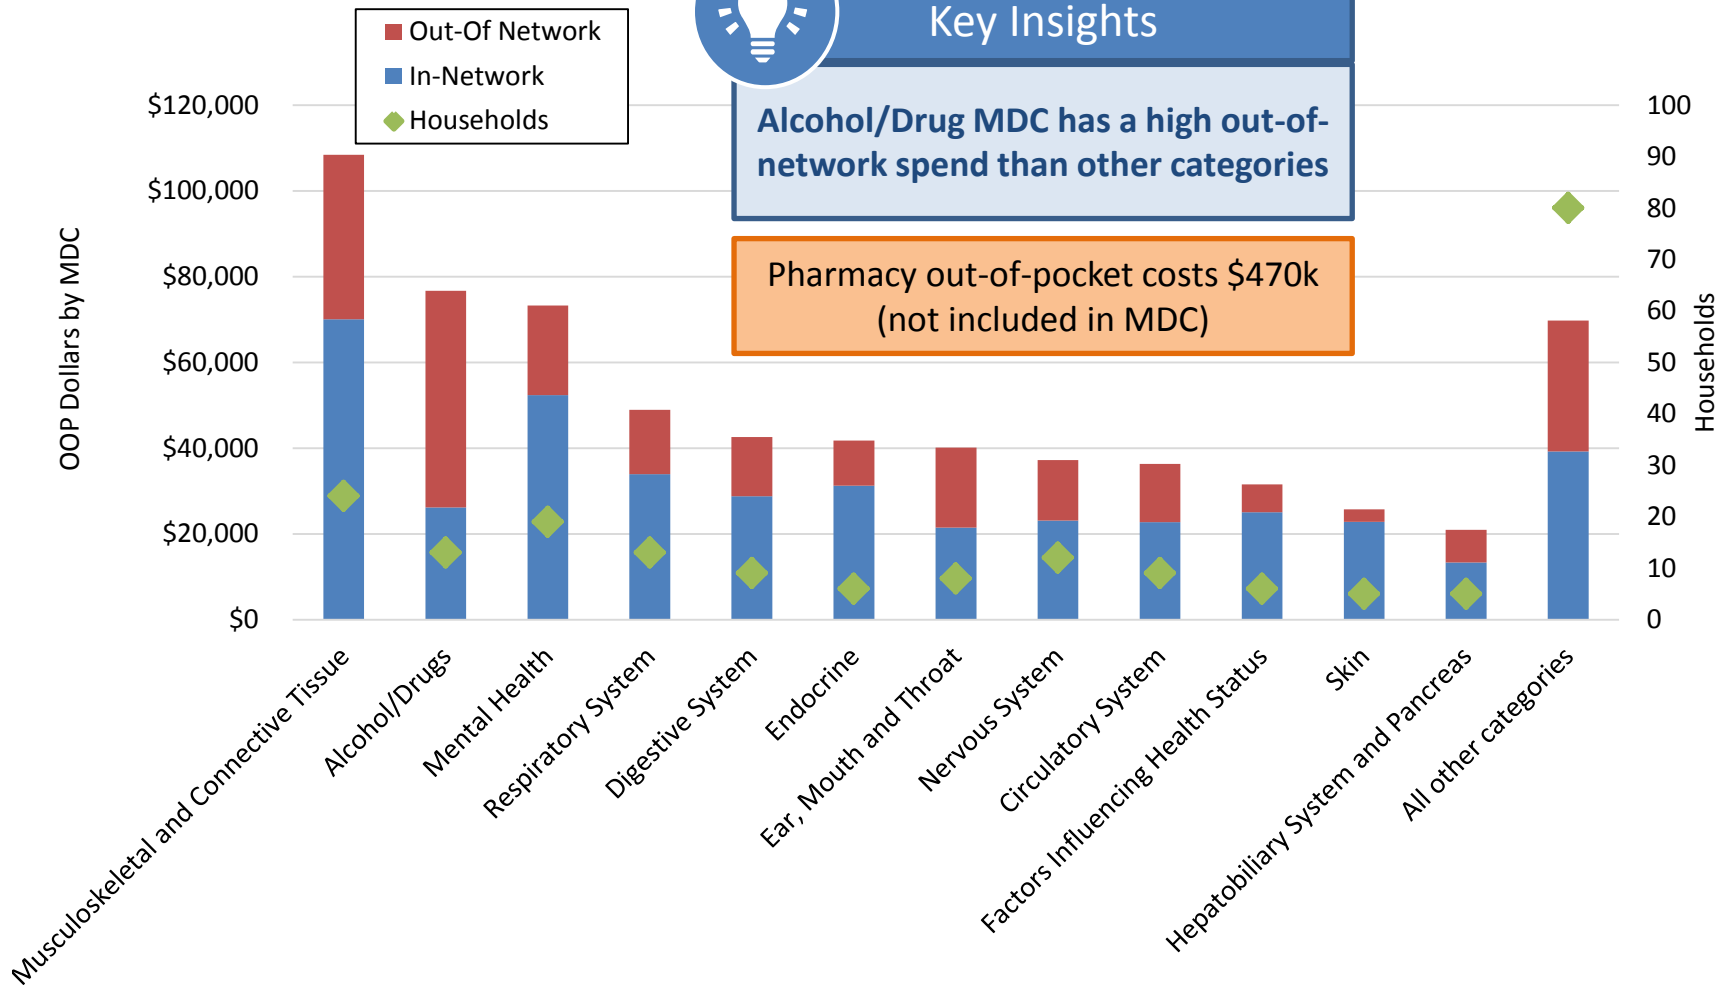 Out-Of Network
In-Network
Households
Key Insights
Alcohol/Drug MDC has a high out-of-
network spend than other categories
Pharmacy out-of-pocket costs $470k
(not included in MDC)
OOP Dollars by MDC
$120,000
$100,000
$80,000
$60,000
$40,000
$20,000
$0
100
90
80
70
60
50
40
30
20
10
0
Households
Musculoskeletal and Connective Tissue
Alcohol/Drugs
Mental Health
Respiratory System
Digestive System
Endocrine
Ear, Mouth and Throat
Nervous System
Circulatory System
Factors Influencing Health Status
Skin
Hepatobiliary System and Pancreas
All other categories